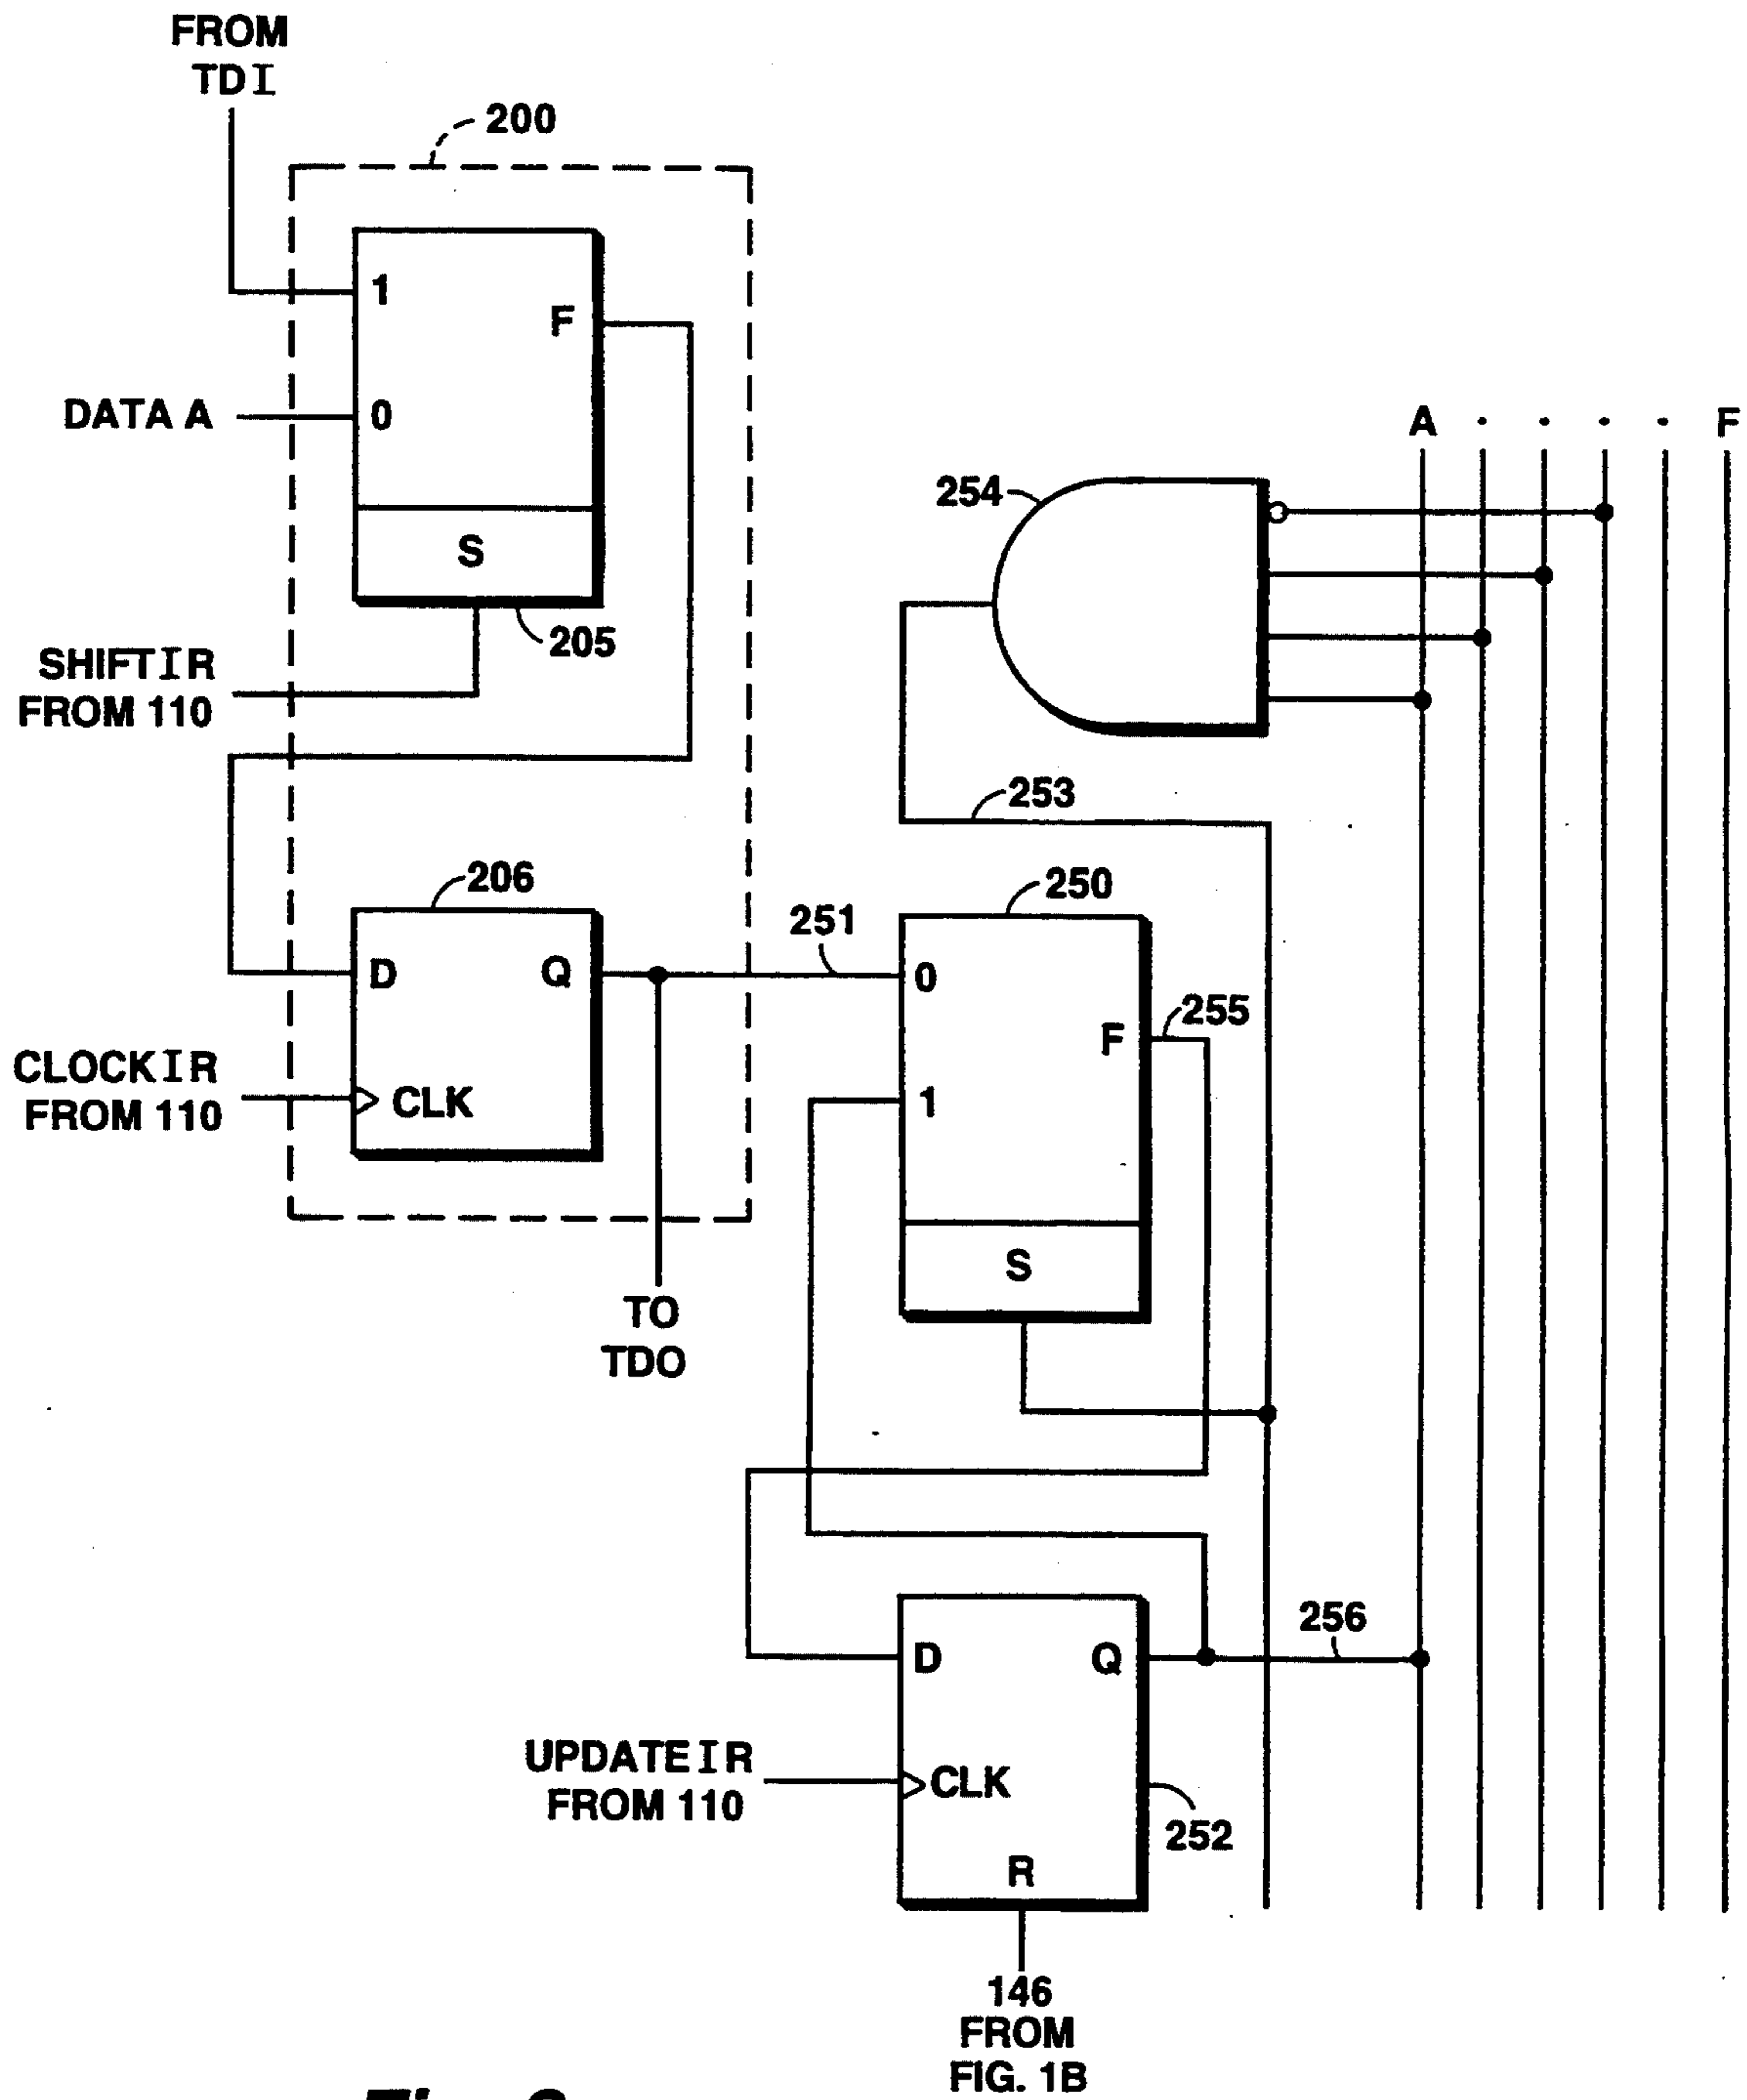 FROM
TDI
200
1
F
0
DATA A
S
205
SHIFTIR
FROM 110
A · · · · F
254
253
206
250
251
D
Q
0
255
F
CLOCKIR
FROM 110
CLK
1
S
TO
TDO
256
D
Q
UPDATEIR
FROM 110
CLK
252
R
146
FROM
FIG. 1B